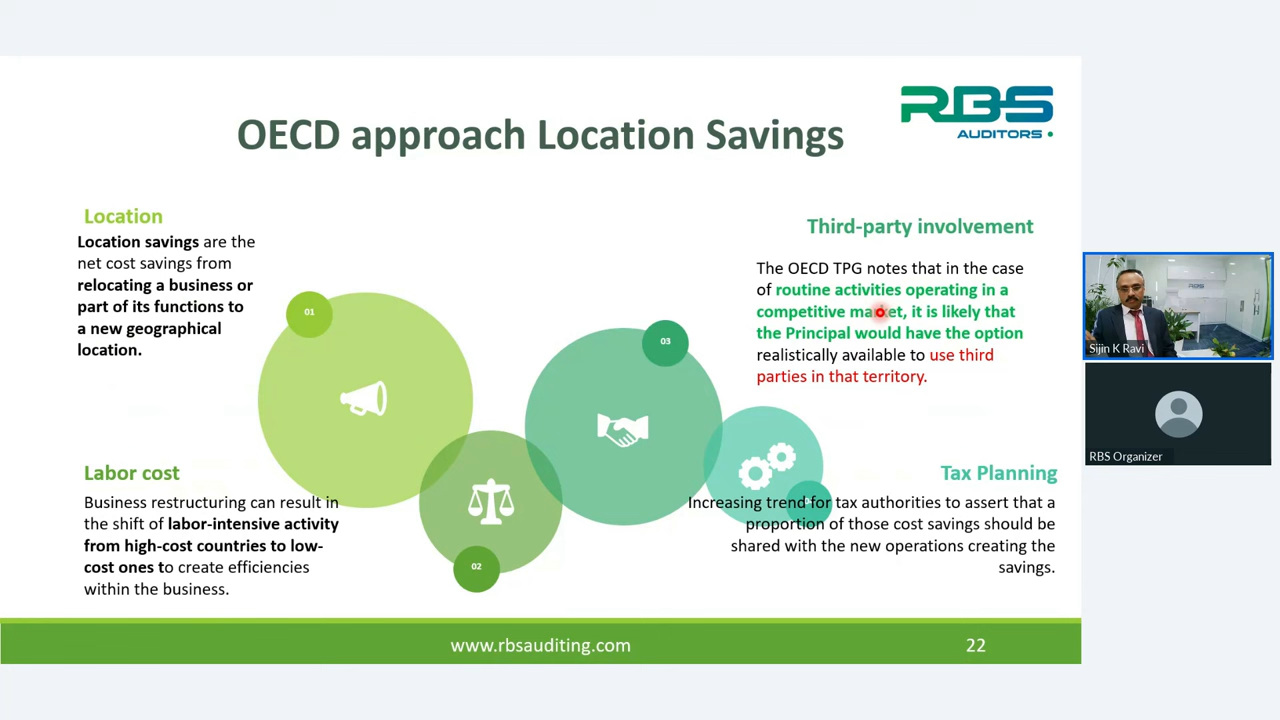 RBS
AUDITORS
OECD approach Location Savings
Location
Location savings are the
net cost savings from
relocating a business or
part of its functions to
a new geographical
location.
Third-party involvement
The OECD TPG notes that in the case
of routine activities operating in a
competitive market, it is likely that
the Principal would have the option
realistically available to use third
parties in that territory.
01
03
02
Labor cost
Business restructuring can result in
the shift of labor-intensive activity
from high-cost countries to low-
cost ones to create efficiencies
within the business.
Tax Planning
Increasing trend for tax authorities to assert that a
proportion of those cost savings should be
shared with the new operations creating the
savings.
www.rbsauditing.com
22
Sijin K Ravi
RBS Organizer